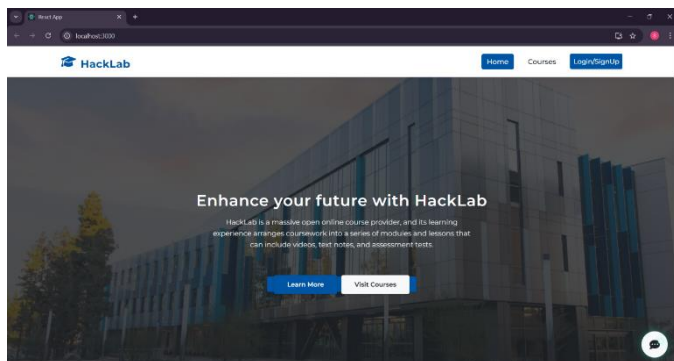 React App
localhost:3000
HackLab
Home
Courses
Login/SignUp
Enhance your future with HackLab
HackLab is a massive open online course provider, and its learning
experience arranges coursework into a series of modules and lessons that
can include videos, text notes, and assessment tests.
Learn More
Visit Courses